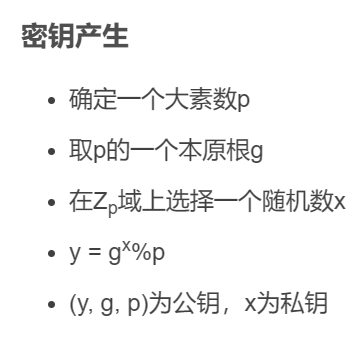 密钥产生
• 确定一个大素数p
• 取p的一个本原根g
• 在Zₚ域上选择一个随机数x
• y = gˣ%p
• (y, g, p)为公钥，x为私钥